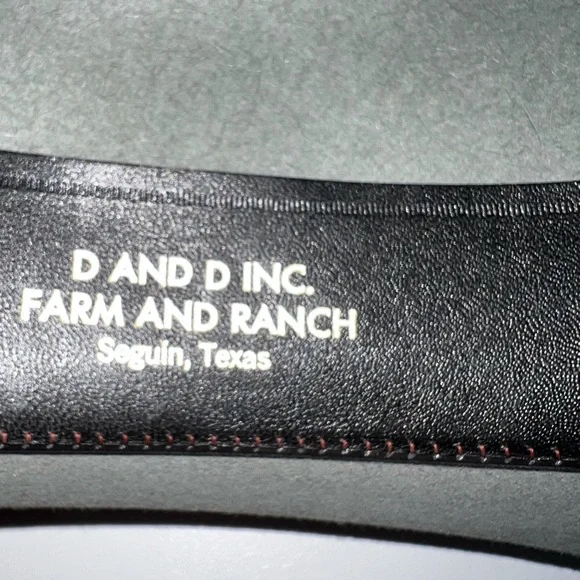 D AND D INC.
FARM AND RANCH
Seguin, Texas